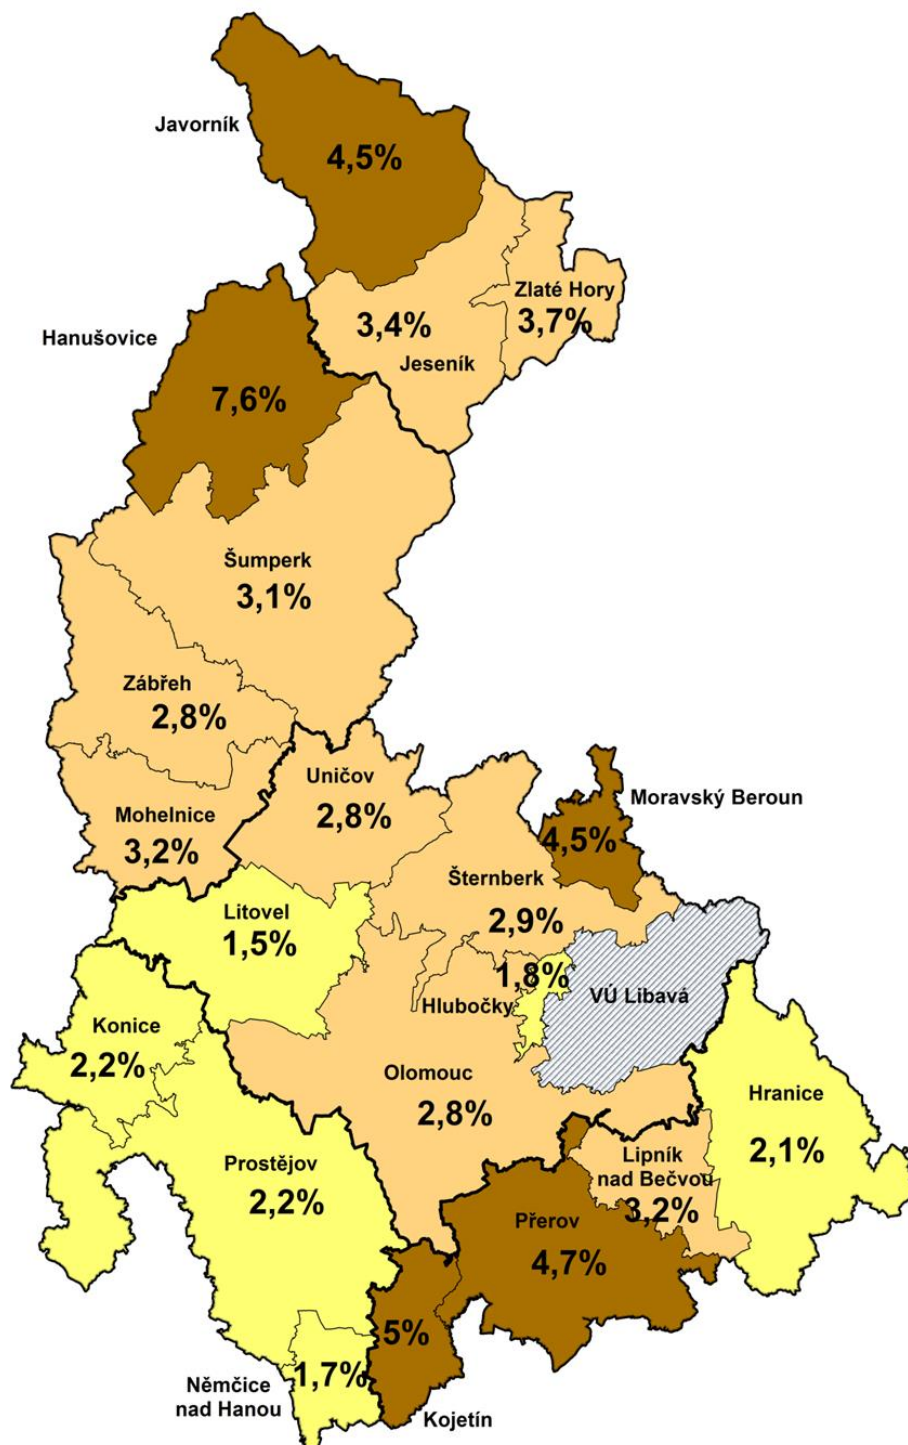 Javorník
4,5%
Zlaté Hory
3,7%
3,4%
Jeseník
Hanušovice
7,6%
Šumperk
3,1%
Zábřeh
2,8%
Uničov
2,8%
Mohelnice
3,2%
Moravský Beroun
4,5%
Šternberk
2,9%
Litovel
1,5%
1,8%
Hlubočky
VÚ Libavá
Konice
2,2%
Olomouc
2,8%
Hranice
2,1%
Prostějov
2,2%
Lipník
nad Bečvou
3,2%
Přerov
4,7%
5%
Kojetín
1,7%
Němčice
nad Hanou